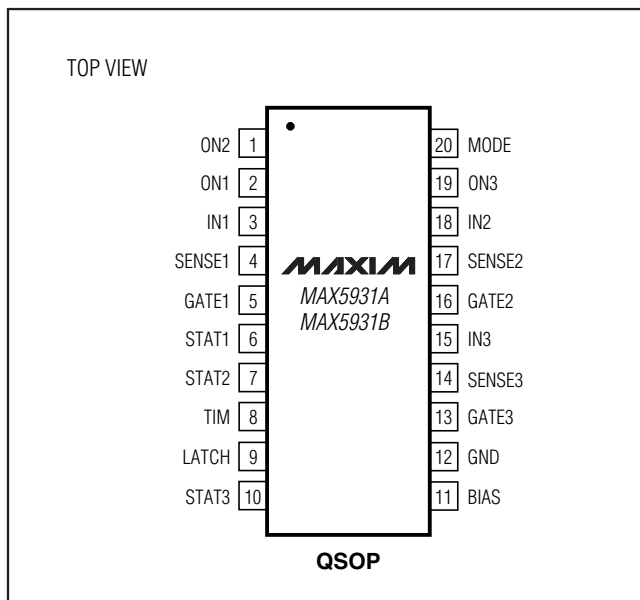 TOP VIEW
ON2 1
ON1 2
IN1 3
SENSE1 4
GATE1 5
STAT1 6
STAT2 7
TIM 8
LATCH 9
STAT3 10
MAXIM
MAX5931A
MAX5931B
20 MODE
19 ON3
18 IN2
17 SENSE2
16 GATE2
15 IN3
14 SENSE3
13 GATE3
12 GND
11 BIAS
QSOP